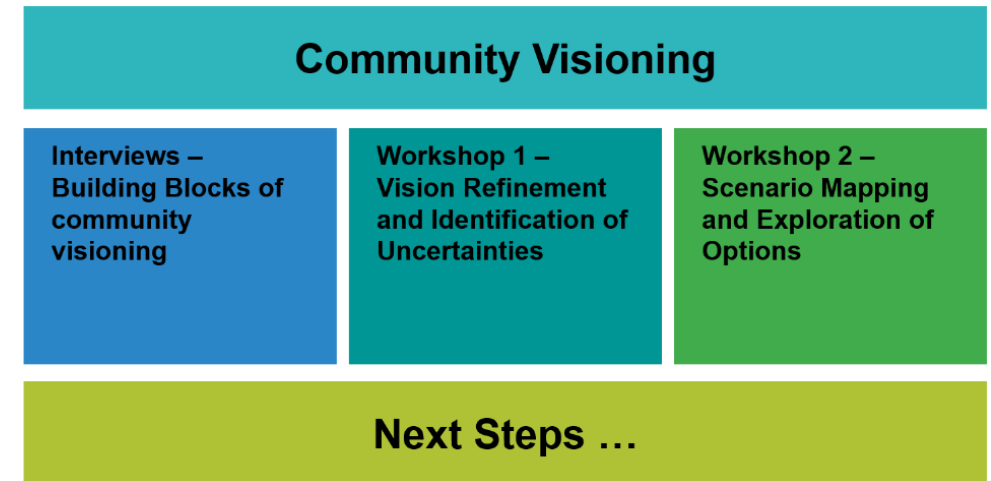 Community Visioning
Interviews –
Building Blocks of
community
visioning
Workshop 1 –
Vision Refinement
and Identification of
Uncertainties
Workshop 2 –
Scenario Mapping
and Exploration of
Options
Next Steps …